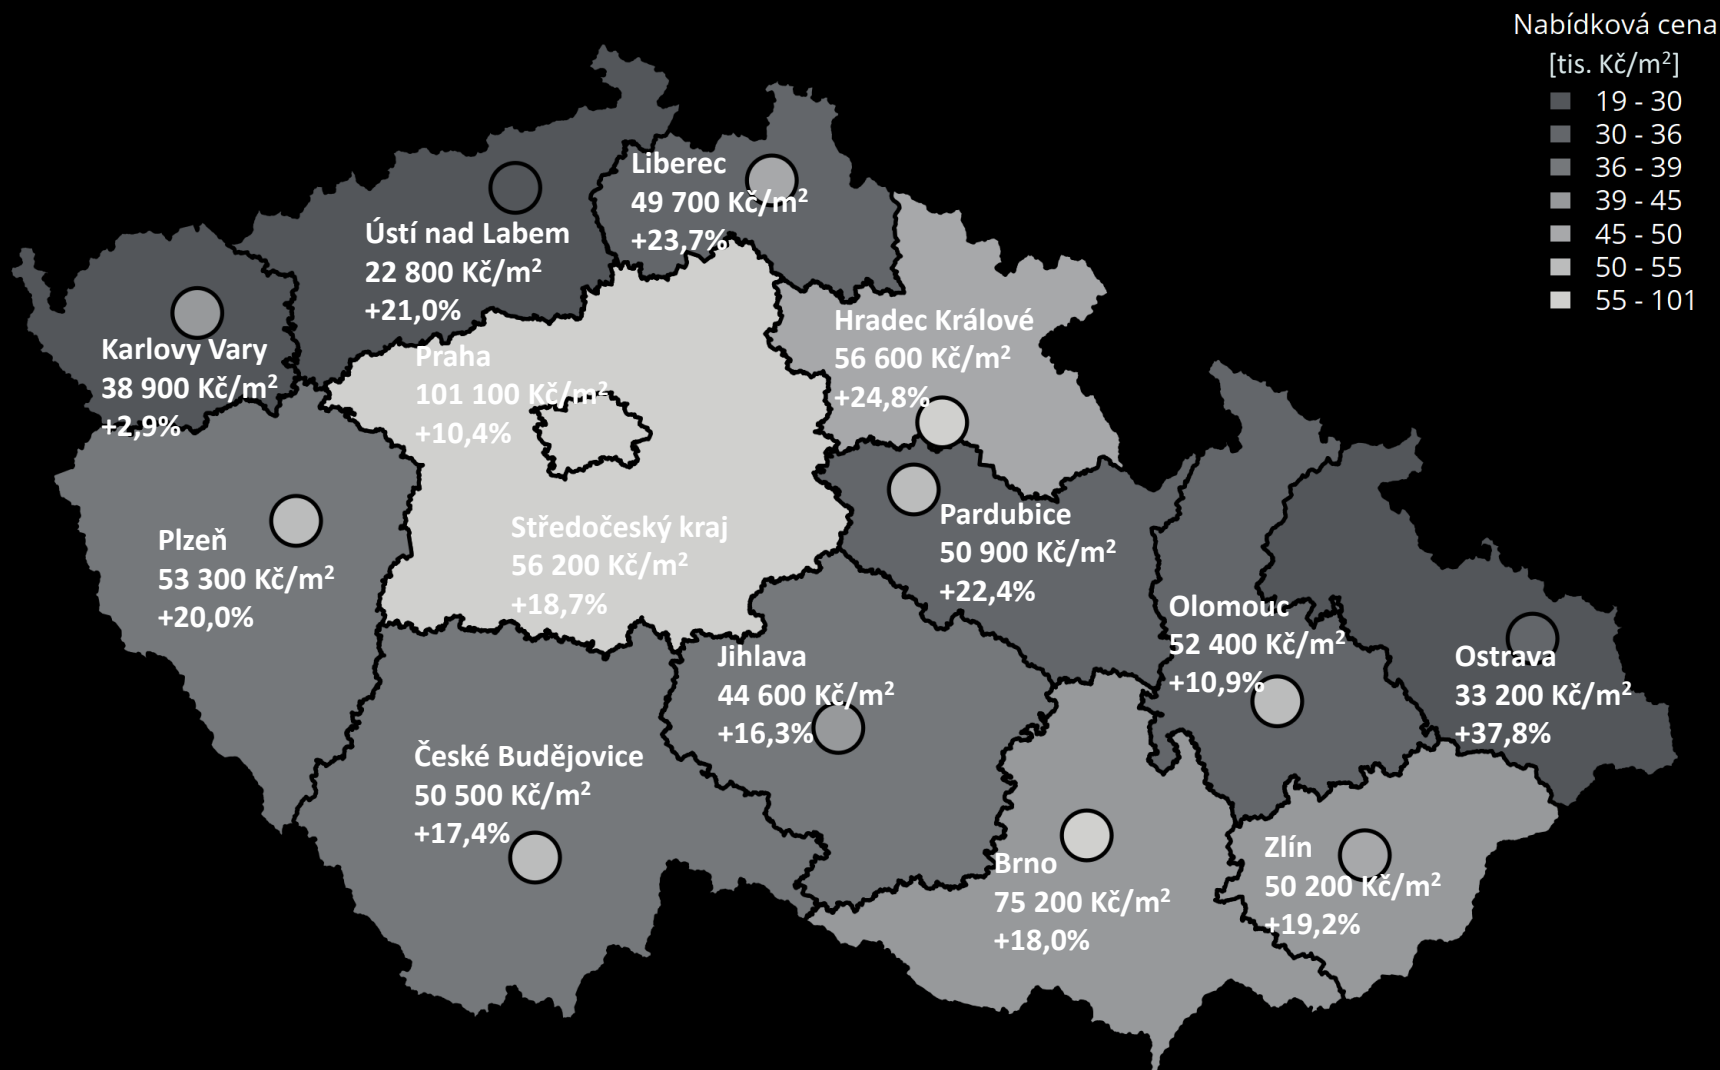 Nabídková cena
[tis. Kč/m²]
19 - 30
30 - 36
36 - 39
39 - 45
45 - 50
50 - 55
55 - 101
Liberec
49 700 Kč/m²
+23,7%
Ústí nad Labem
22 800 Kč/m²
+21,0%
Karlovy Vary
38 900 Kč/m²
+2,9%
Praha
101 100 Kč/m²
+10,4%
Hradec Králové
56 600 Kč/m²
+24,8%
Plzeň
53 300 Kč/m²
+20,0%
Středočeský kraj
56 200 Kč/m²
+18,7%
Pardubice
50 900 Kč/m²
+22,4%
Olomouc
52 400 Kč/m²
+10,9%
Ostrava
33 200 Kč/m²
+37,8%
Jihlava
44 600 Kč/m²
+16,3%
České Budějovice
50 500 Kč/m²
+17,4%
Brno
75 200 Kč/m²
+18,0%
Zlín
50 200 Kč/m²
+19,2%